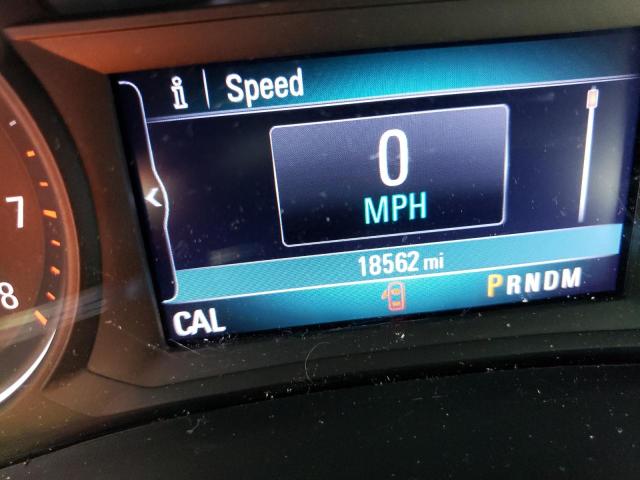 i | Speed
0
MPH
18562 mi
CAL
PRNDM
7
8